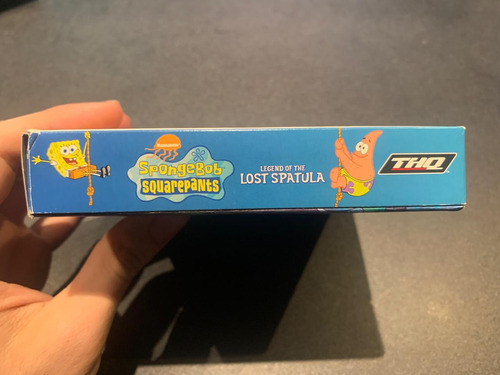 Nickelodeon
SpongeBob
SQUAREPANTS
LEGEND OF THE
LOST SPATULA
THQ